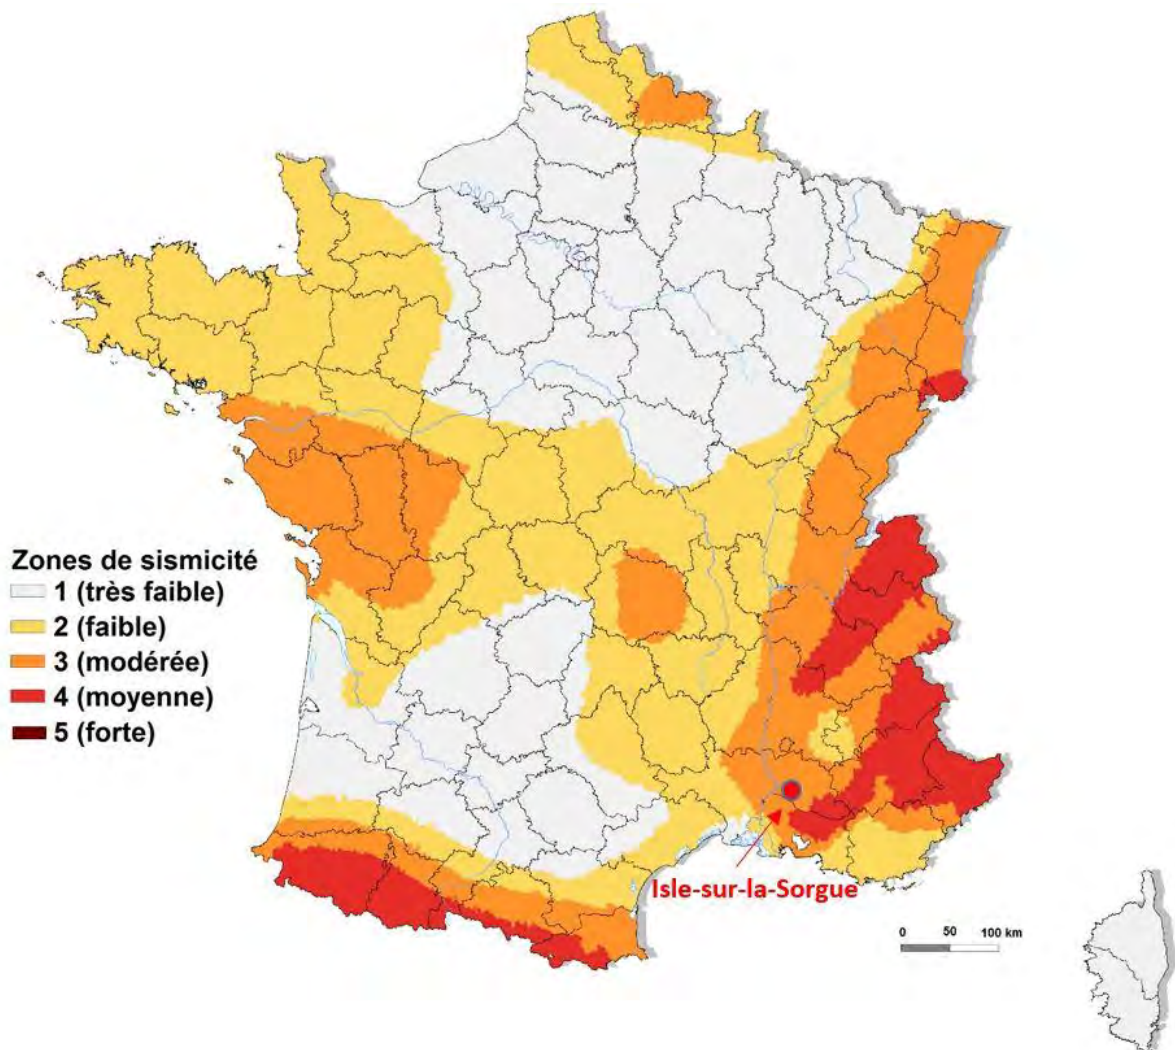 Zones de sismicité
1 (très faible)
2 (faible)
3 (modérée)
4 (moyenne)
5 (forte)
Isle-sur-la-Sorgue
0 50 100 km